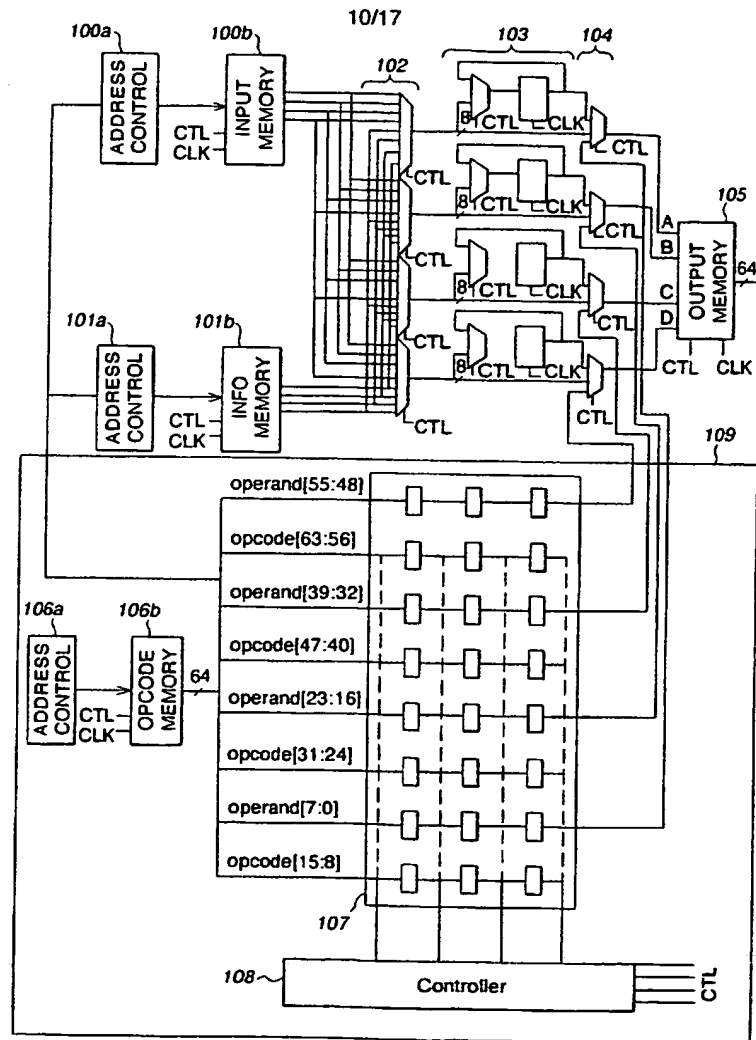 10/17
100a
100b
102
103
104
ADDRESS CONTROL
INPUT MEMORY
CTL
CLK
8
CTL
CLK
CTL
CTL
8
CTL
CLK
CTL
105
A
B
C
D
OUTPUT MEMORY
64
CTL
CLK
CTL
8
CTL
CLK
CTL
101a
101b
ADDRESS CONTROL
INFO MEMORY
CTL
CLK
CTL
8
CTL
CLK
CTL
CTL
109
operand[55:48]
opcode[63:56]
operand[39:32]
opcode[47:40]
operand[23:16]
opcode[31:24]
operand[7:0]
opcode[15:8]
106a
106b
ADDRESS CONTROL
OPCODE MEMORY
CTL
CLK
64
107
108
Controller
CTL